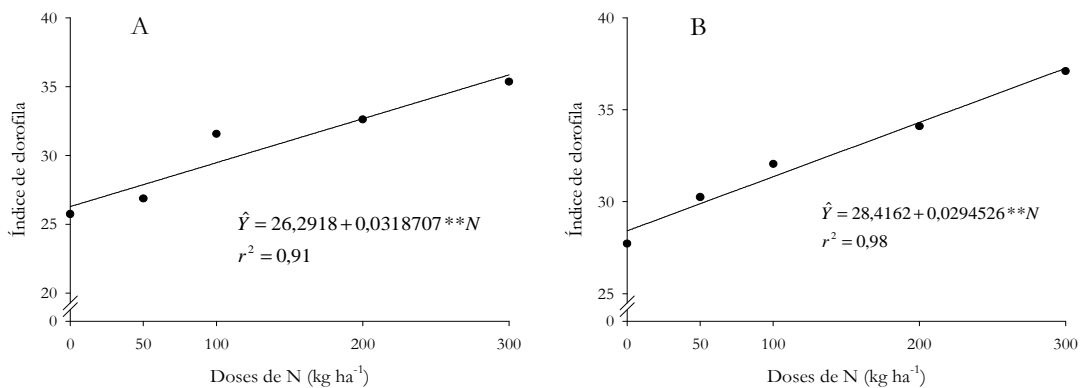 A
40
35
30
25
20
0
Índice de dorofila
Ŷ = 26,2918 + 0,0318707 **N
r² = 0,91
0 50 100 200 300
Doses de N (kg ha⁻¹)
B
40
35
30
25
0
Índice de dorofila
Ŷ = 28,4162 + 0,0294526 **N
r² = 0,98
0 50 100 200 300
Doses de N (kg ha⁻¹)